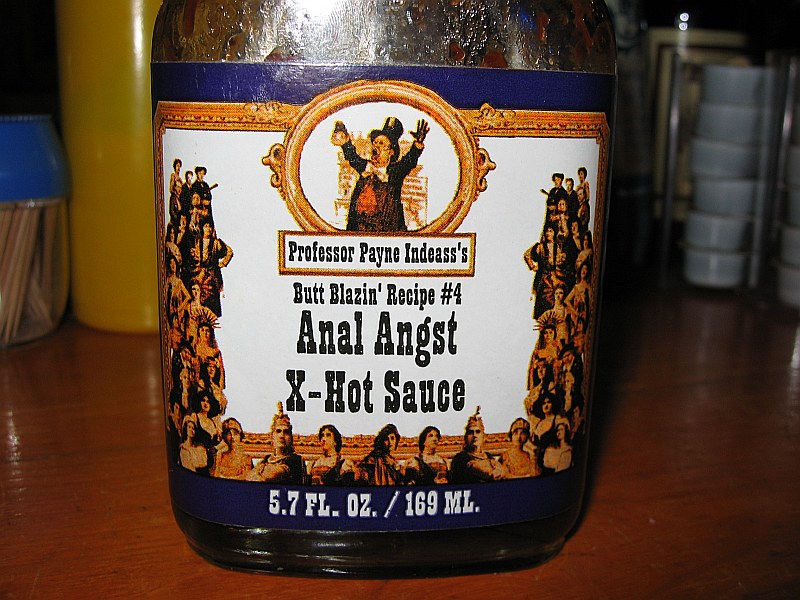 Professor Payne Indeass's
Butt Blazin' Recipe #4
Anal Angst
X-Hot Sauce
5.7 FL. OZ. / 169 ML.